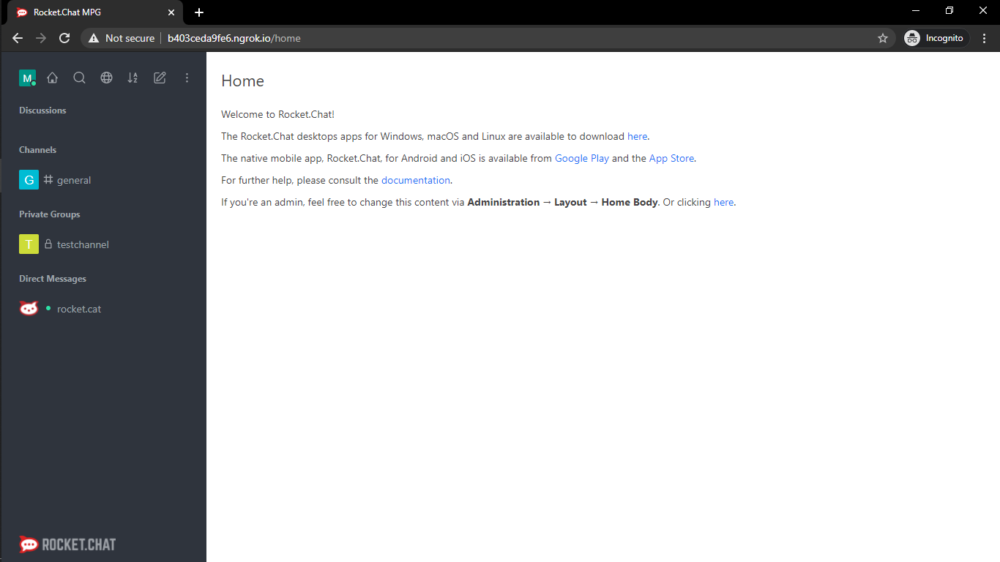 Rocket.Chat MPG
Not secure b403ceda9fe6.ngrok.io/home
Incognito
M
Discussions
Channels
G general
Private Groups
T testchannel
Direct Messages
rocket.cat
ROCKET.CHAT
Home
Welcome to Rocket.Chat!
The Rocket.Chat desktops apps for Windows, macOS and Linux are available to download here.
The native mobile app, Rocket.Chat, for Android and iOS is available from Google Play and the App Store.
For further help, please consult the documentation.
If you're an admin, feel free to change this content via Administration → Layout → Home Body. Or clicking here.